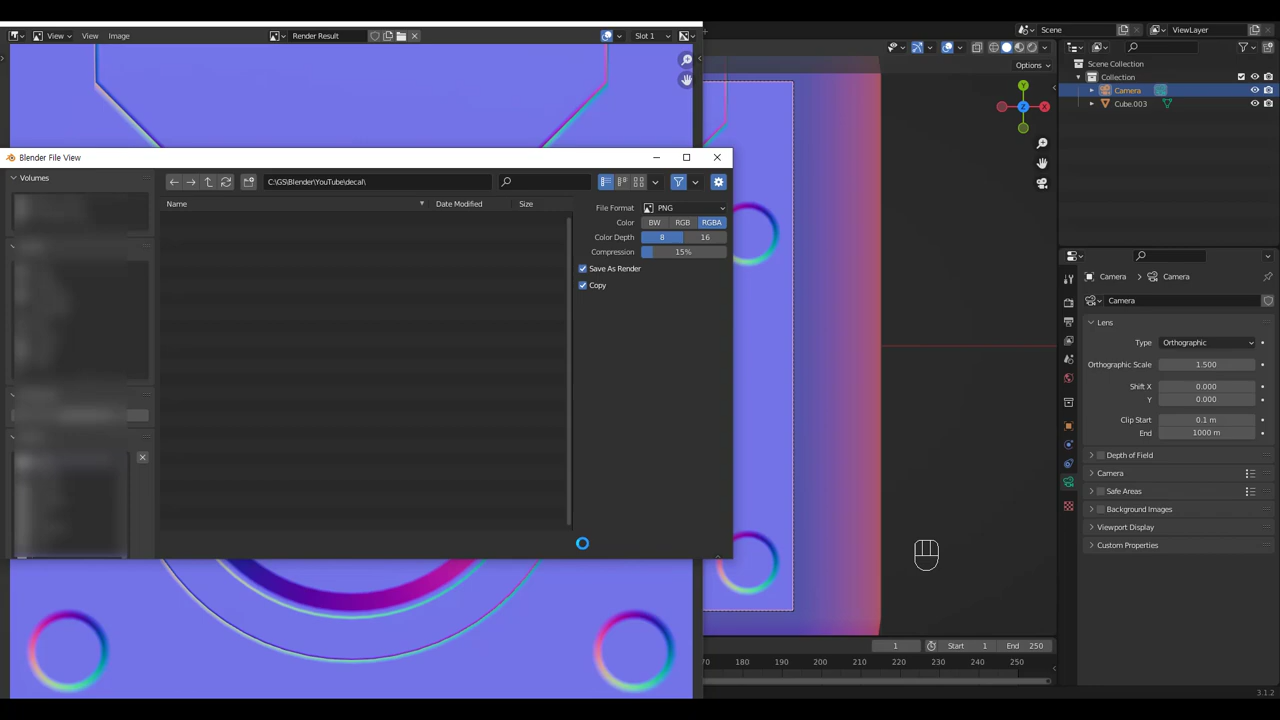 View
View
Image
Render Result
Slot 1
Scene
ViewLayer
Options
Scene Collection
Collection
Camera
Cube.003
Y
Z
X
Blender File View
Volumes
C:\GS\Blender\YouTube\decal\
Name
Date Modified
Size
File Format
PNG
Color
BW
RGB
RGBA
Color Depth
8
16
Compression
15%
Save As Render
Copy
Camera
Camera
Camera
Lens
Type
Orthographic
Orthographic Scale
1.500
Shift X
0.000
Y
0.000
Clip Start
0.1 m
End
1000 m
Depth of Field
Camera
Safe Areas
Background Images
Viewport Display
Custom Properties
1
Start
1
End
250
70
180
190
200
210
220
230
240
250
3.1.2